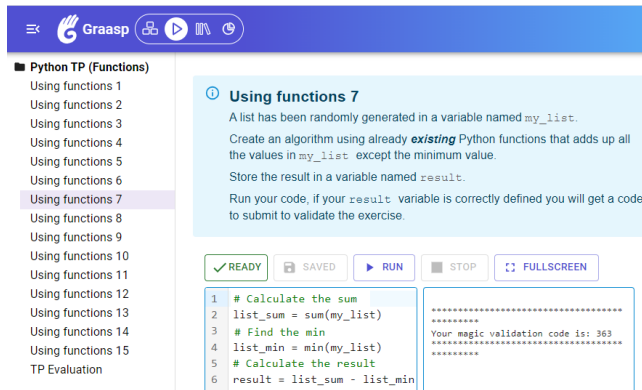 Graasp
Python TP (Functions)
Using functions 1
Using functions 2
Using functions 3
Using functions 4
Using functions 5
Using functions 6
Using functions 7
Using functions 8
Using functions 9
Using functions 10
Using functions 11
Using functions 12
Using functions 13
Using functions 14
Using functions 15
TP Evaluation
Using functions 7
A list has been randomly generated in a variable named my_list.
Create an algorithm using already existing Python functions that adds up all
the values in my_list except the minimum value.
Store the result in a variable named result.
Run your code, if your result variable is correctly defined you will get a code
to submit to validate the exercise.
READY SAVED RUN STOP FULLSCREEN
1 # Calculate the sum
2 list_sum = sum(my_list)
3 # Find the min
4 list_min = min(my_list)
5 # Calculate the result
6 result = list_sum - list_min
************************************
*********
Your magic validation code is: 363
************************************
*********